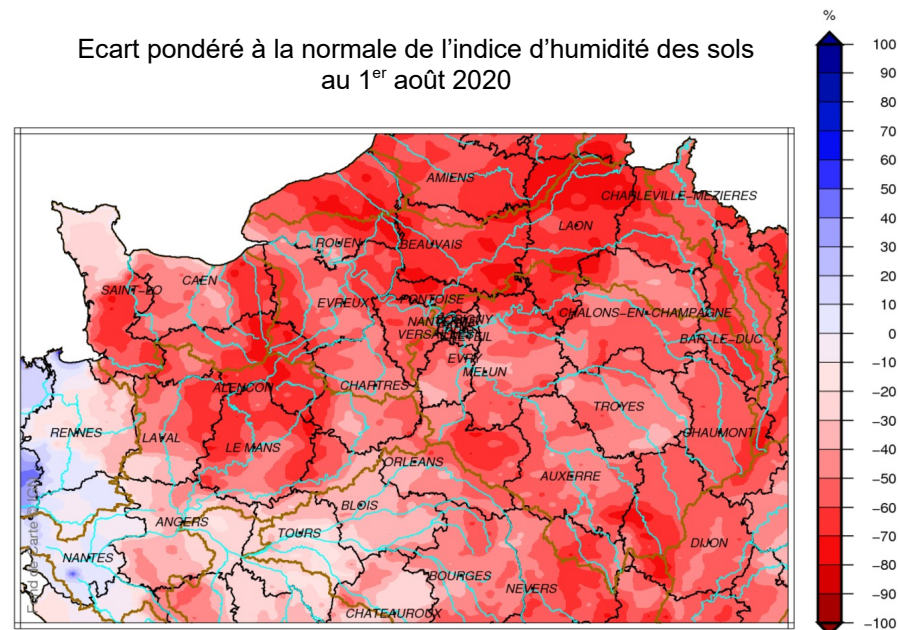 Ecart pondéré à la normale de l'indice d'humidité des sols
au 1er août 2020
%
100
90
80
70
60
50
40
30
20
10
0
−10
−20
−30
−40
−50
−60
−70
−80
−90
−100
AMIENS
CHARLEVILLE−MEZIERES
LAON
ROUEN
BEAUVAIS
CAEN
SAINT−LO
EVREUX
PONTOISE
CHALONS−EN−CHAMPAGNE
BAR−LE−DUC
EVRY
MELUN
ALENCON
CHARTRES
TROYES
RENNES
LAVAL
LE MANS
CHAUMONT
ORLEANS
AUXERRE
BLOIS
ANGERS
TOURS
DIJON
NANTES
BOURGES
NEVERS
CHATEAUROUX